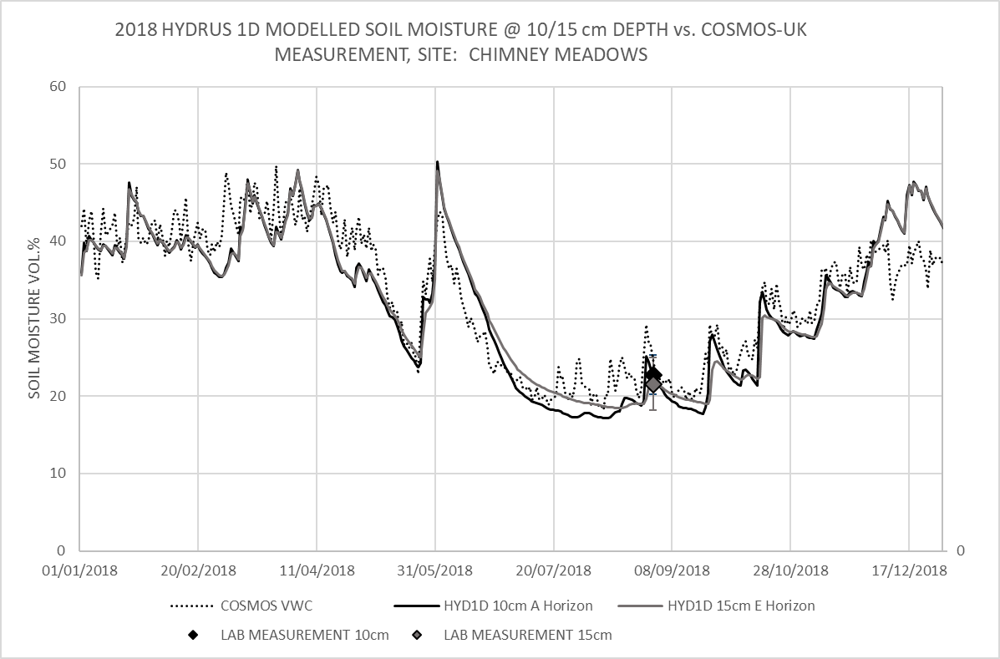 2018 HYDRUS 1D MODELLED SOIL MOISTURE @ 10/15 cm DEPTH vs. COSMOS-UK
MEASUREMENT, SITE: CHIMNEY MEADOWS
SOIL MOISTURE VOL.%
60
50
40
30
20
10
0
0
01/01/2018 20/02/2018 11/04/2018 31/05/2018 20/07/2018 08/09/2018 28/10/2018 17/12/2018
COSMOS VWC HYD1D 10cm A Horizon HYD1D 15cm E Horizon
LAB MEASUREMENT 10cm LAB MEASUREMENT 15cm